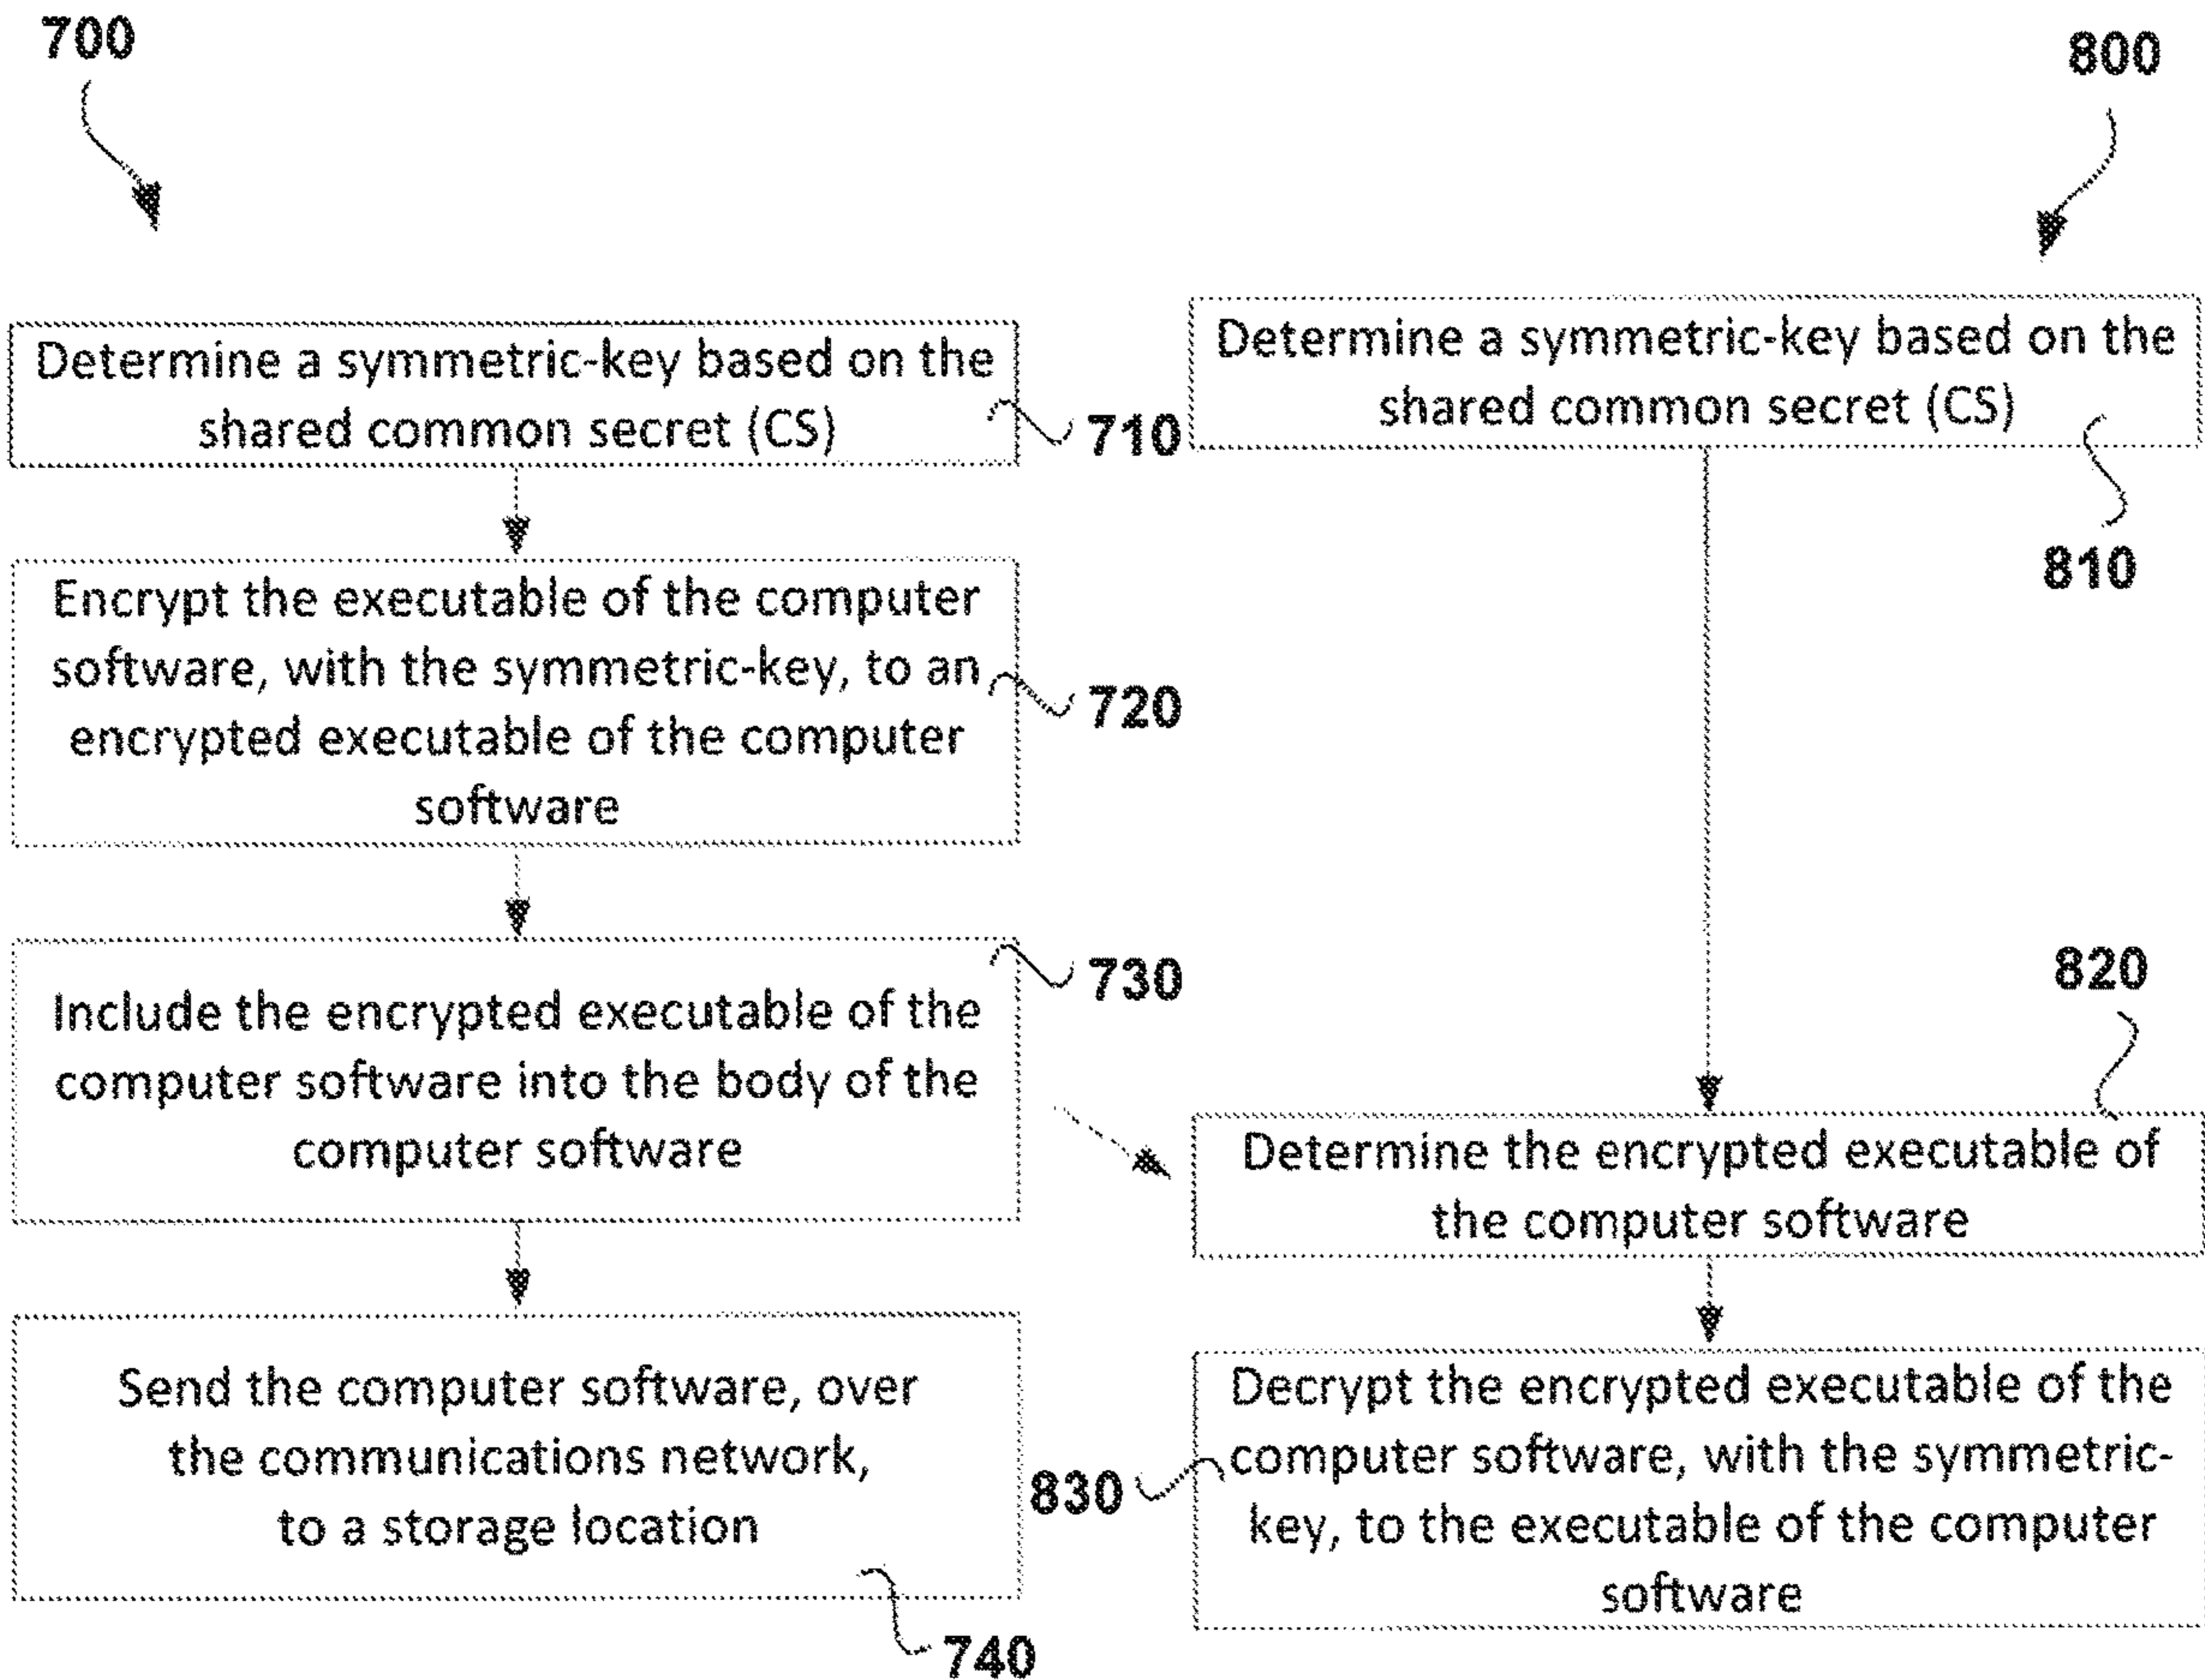 700
800
Determine a symmetric-key based on the
shared common secret (CS)
710
Encrypt the executable of the computer
software, with the symmetric-key, to an
encrypted executable of the computer
software
720
Include the encrypted executable of the
computer software into the body of the
computer software
730
Send the computer software, over
the communications network,
to a storage location
740
Determine a symmetric-key based on the
shared common secret (CS)
810
Determine the encrypted executable of
the computer software
820
Decrypt the encrypted executable of the
computer software, with the symmetric-
key, to the executable of the computer
software
830